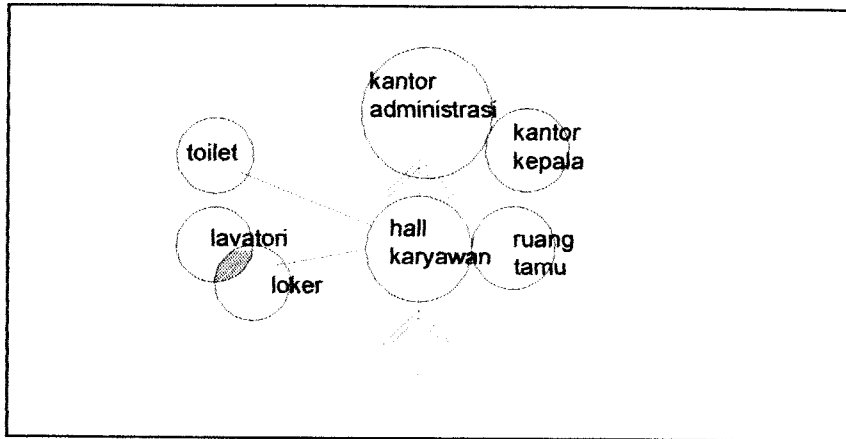 kantor
administrasi
kantor
kepala
toilet
lavatori
loker
hall
karyawan
ruang
tamu